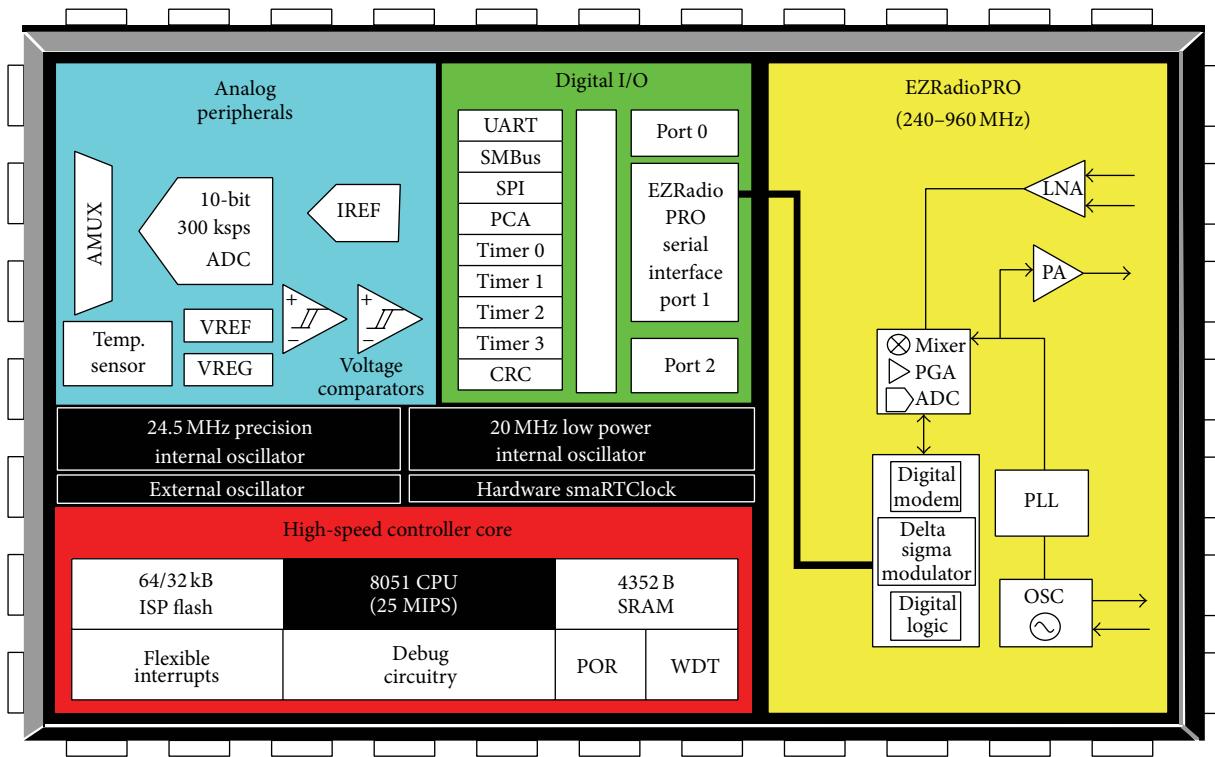 Analog
peripherals
AMUX
10-bit
300 ksps
ADC
IREF
Temp.
sensor
VREF
VREG
+
−
+
−
Voltage
comparators
Digital I/O
UART
SMBus
SPI
PCA
Timer 0
Timer 1
Timer 2
Timer 3
CRC
Port 0
EZRadio
PRO
serial
interface
port 1
Port 2
EZRadioPRO
(240–960 MHz)
LNA
PA
Mixer
PGA
ADC
Digital
modem
Delta
sigma
modulator
Digital
logic
PLL
OSC
24.5 MHz precision
internal oscillator
20 MHz low power
internal oscillator
External oscillator
Hardware smaRTClock
High-speed controller core
64/32 kB
ISP flash
8051 CPU
(25 MIPS)
4352 B
SRAM
Flexible
interrupts
Debug
circuitry
POR
WDT